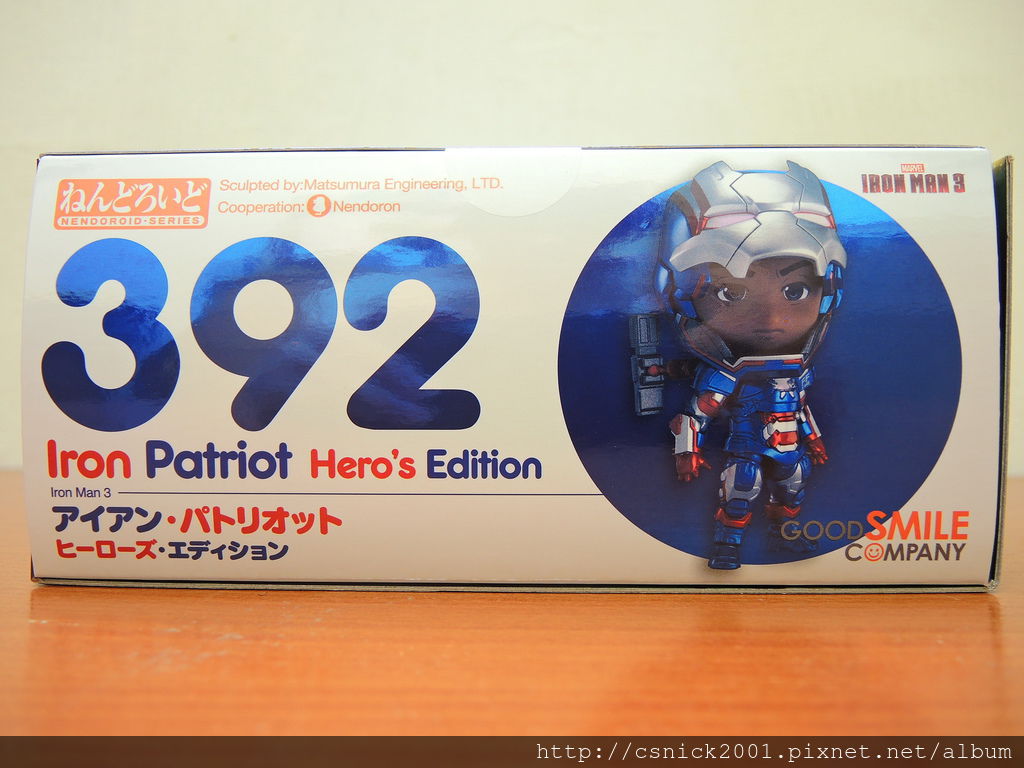 ねんどろいど
NENDOROID·SERIES
Sculpted by:Matsumura Engineering, LTD.
Cooperation: Nendoron
MARVEL
IRON MAN 3
392
Iron Patriot Hero's Edition
Iron Man 3
アイアン・パトリオット
ヒーローズ・エディション
GOOD SMILE
COMPANY
http://csnick2001.pixnet.net/album